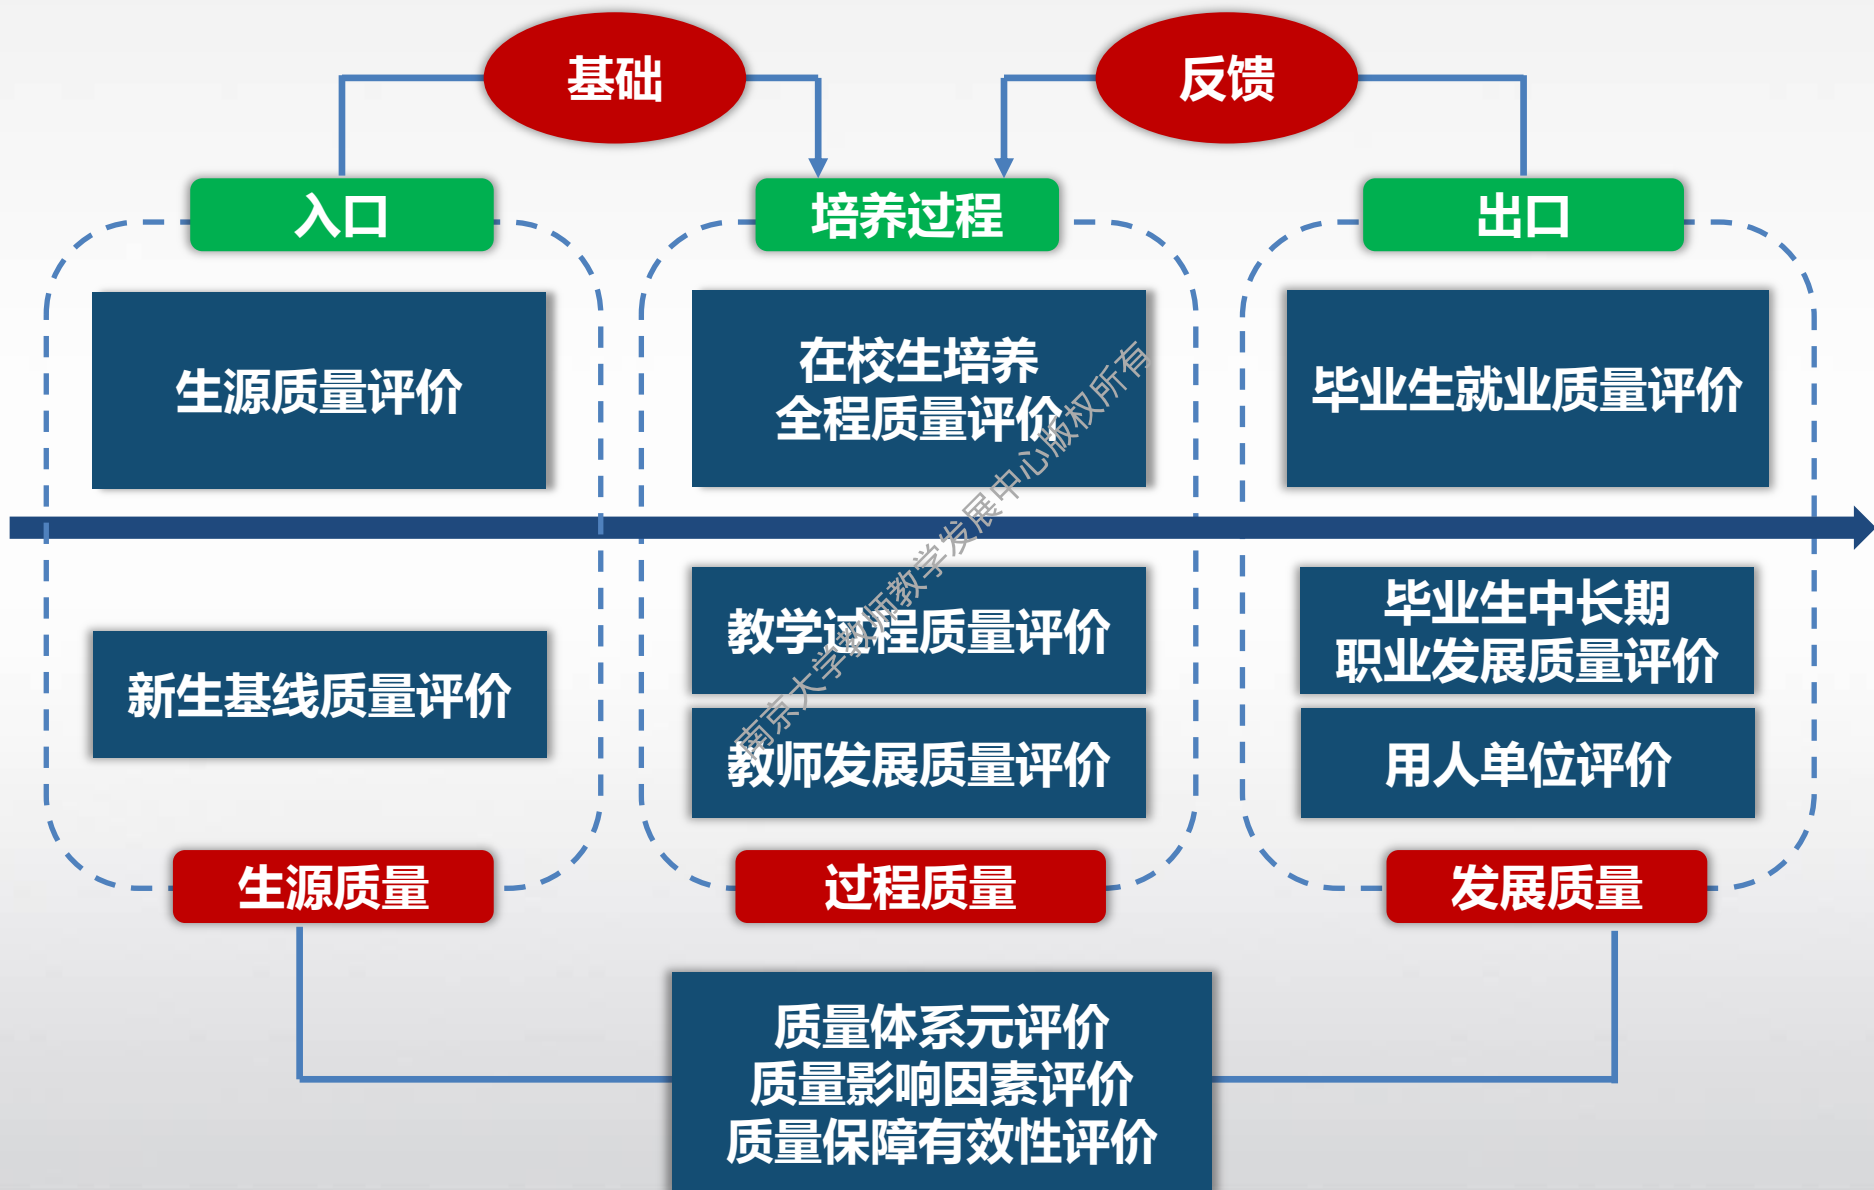 基础
反馈
入口
培养过程
出口
生源质量评价
在校生培养
全程质量评价
毕业生就业质量评价
新生基线质量评价
教学过程质量评价
教师发展质量评价
毕业生中长期
职业发展质量评价
用人单位评价
南京大学教师教学发展中心版权所有
生源质量
过程质量
发展质量
质量体系元评价
质量影响因素评价
质量保障有效性评价